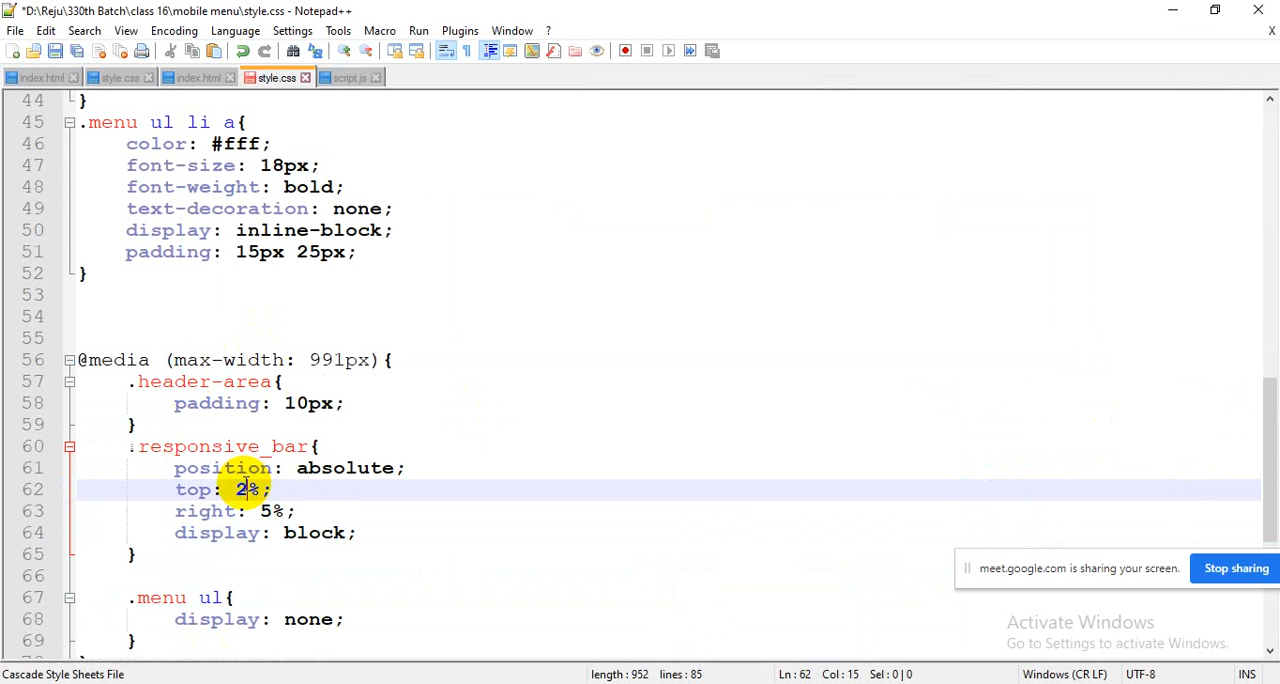 *D:\Reju\330th Batch\class 16\mobile menu\style.css - Notepad++
File Edit Search View Encoding Language Settings Tools Macro Run Plugins Window ? X
index.html style.css index.html style.css script.js
44 }
45 .menu ul li a{
46 color: #fff;
47 font-size: 18px;
48 font-weight: bold;
49 text-decoration: none;
50 display: inline-block;
51 padding: 15px 25px;
52 }
53
54
55
56 @media (max-width: 991px){
57 .header-area{
58 padding: 10px;
59 }
60 .responsive_bar{
61 position: absolute;
62 top: 2%;
63 right: 5%;
64 display: block;
65 }
66
67 .menu ul{
68 display: none;
69 }
meet.google.com is sharing your screen. Stop sharing
Activate Windows
Go to Settings to activate Windows.
Cascade Style Sheets File length : 952 lines : 85 Ln : 62 Col : 15 Sel : 0 | 0 Windows (CR LF) UTF-8 INS